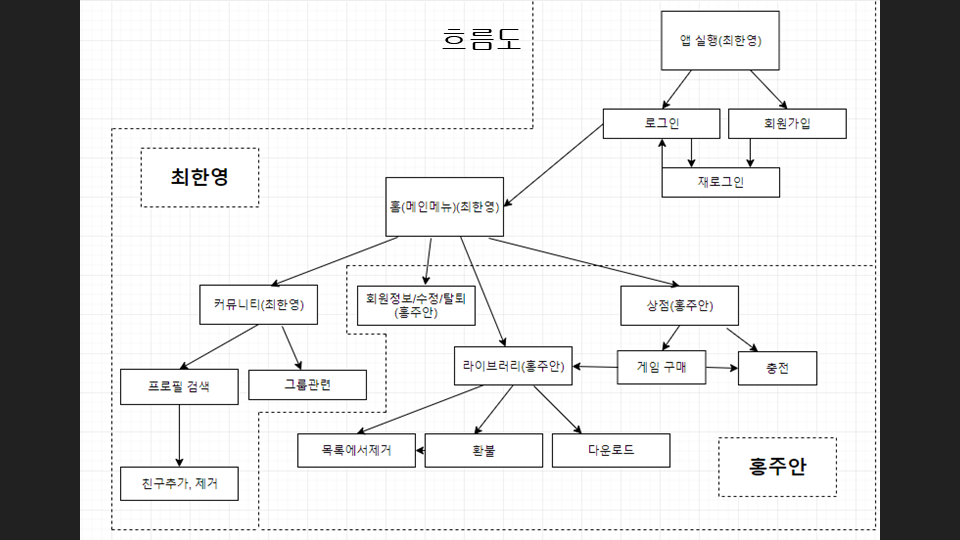 흐름도
앱 실행(최한영)
로그인
회원가입
재로그인
최한영
홈(메인메뉴)(최한영)
커뮤니티(최한영)
회원정보/수정/탈퇴
(홍주안)
상점(홍주안)
라이브러리(홍주안)
게임 구매
충전
프로필 검색
그룹관련
목록에서제거
환불
다운로드
홍주안
친구추가, 제거